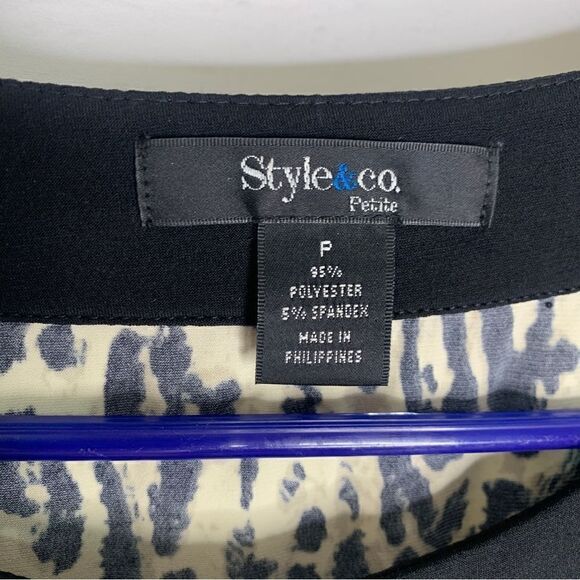 Style&co.
Petite
P
95%
POLYESTER
5% SPANDEX
MADE IN
PHILIPPINES